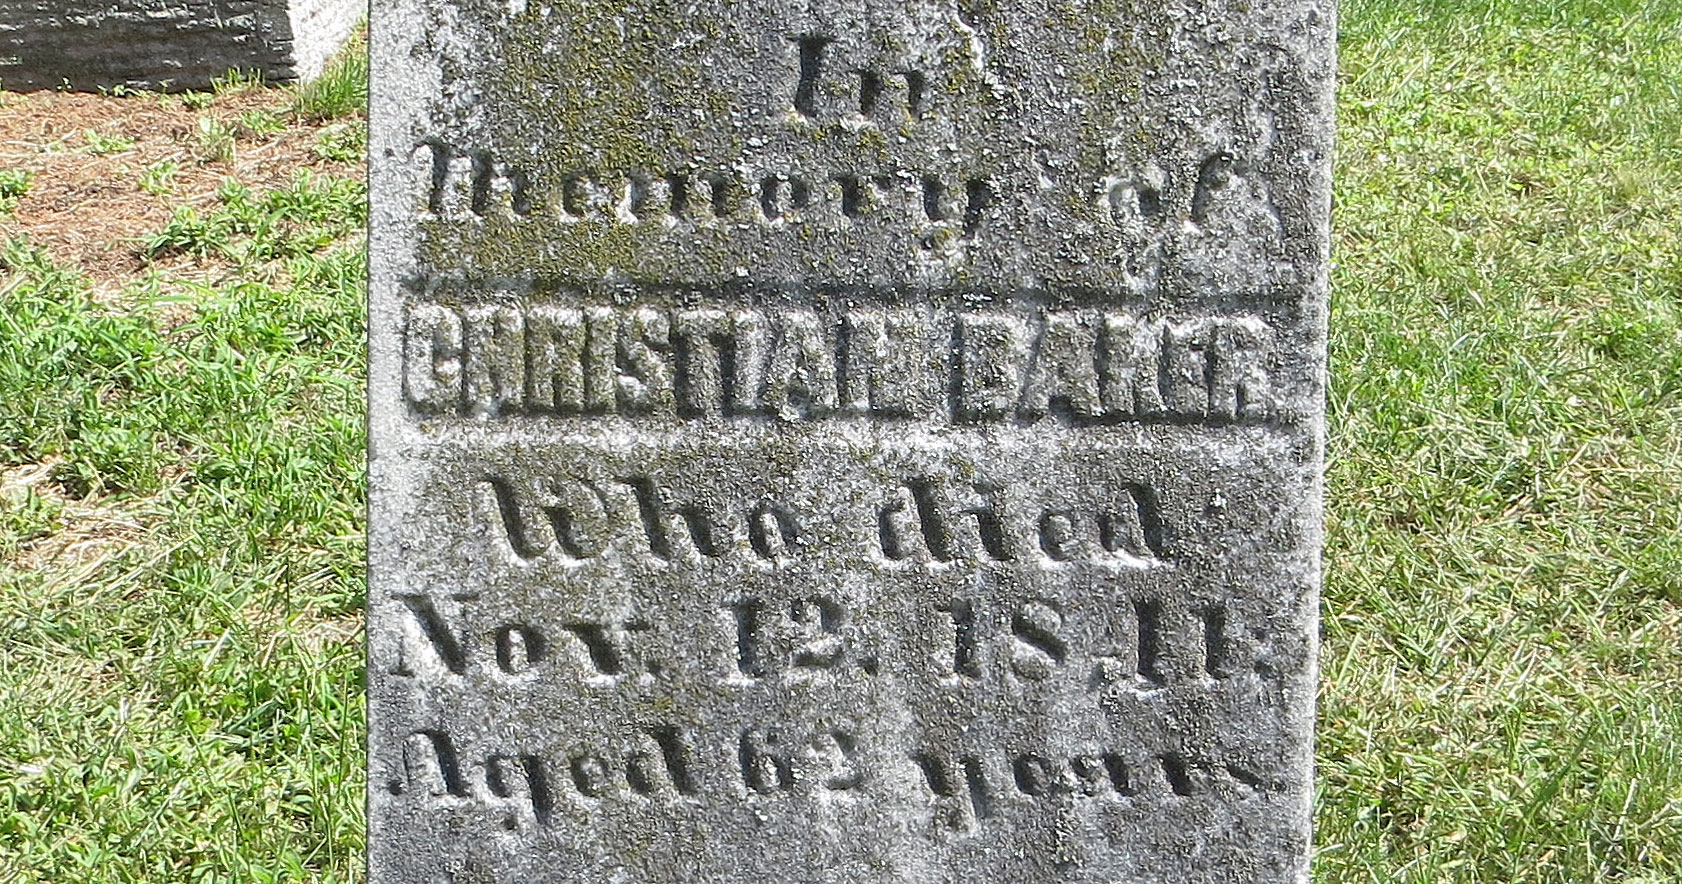 In
Memory of
CHRISTIAN BAKER
Who died
Nov. 12. 1841.
Aged 62 years.